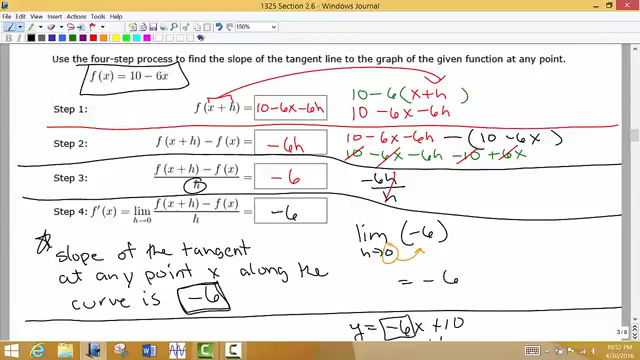 1325 Section 2.6 - Windows Journal
File Edit View Insert Actions Tools Help
Use the four-step process to find the slope of the tangent line to the graph of the given function at any point.
f(x) = 10 – 6x
Step 1: f(x + h) = 10-6x-6h
10-6(x+h)
10-6x-6h
Step 2: f(x + h) – f(x) = -6h
10-6x-6h -(10-6x)
10-6x-6h-10+6x
Step 3: f(x + h) – f(x) / h = -6
-6h / h
Step 4: f'(x) = lim h→0 f(x + h) – f(x) / h = -6
lim h→0 (-6)
= -6
slope of the tangent
at any point x along the
curve is -6
y = -6x+10
3/8
10:52 PM
4/30/2016